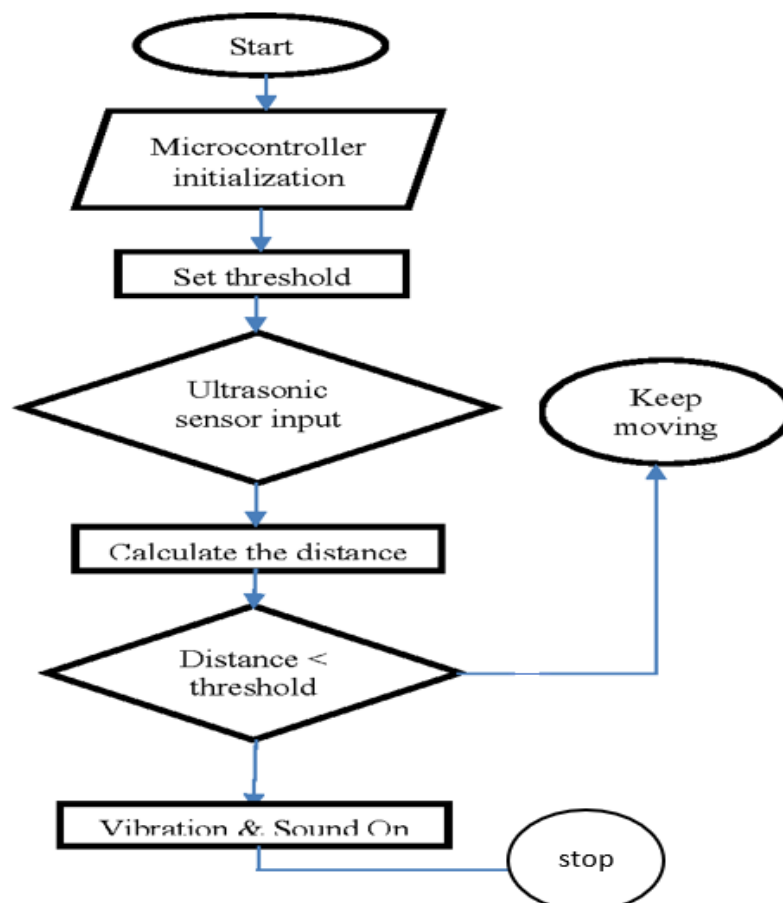 Start
Microcontroller
initialization
Set threshold
Ultrasonic
sensor input
Keep
moving
Calculate the distance
Distance <
threshold
Vibration & Sound On
stop